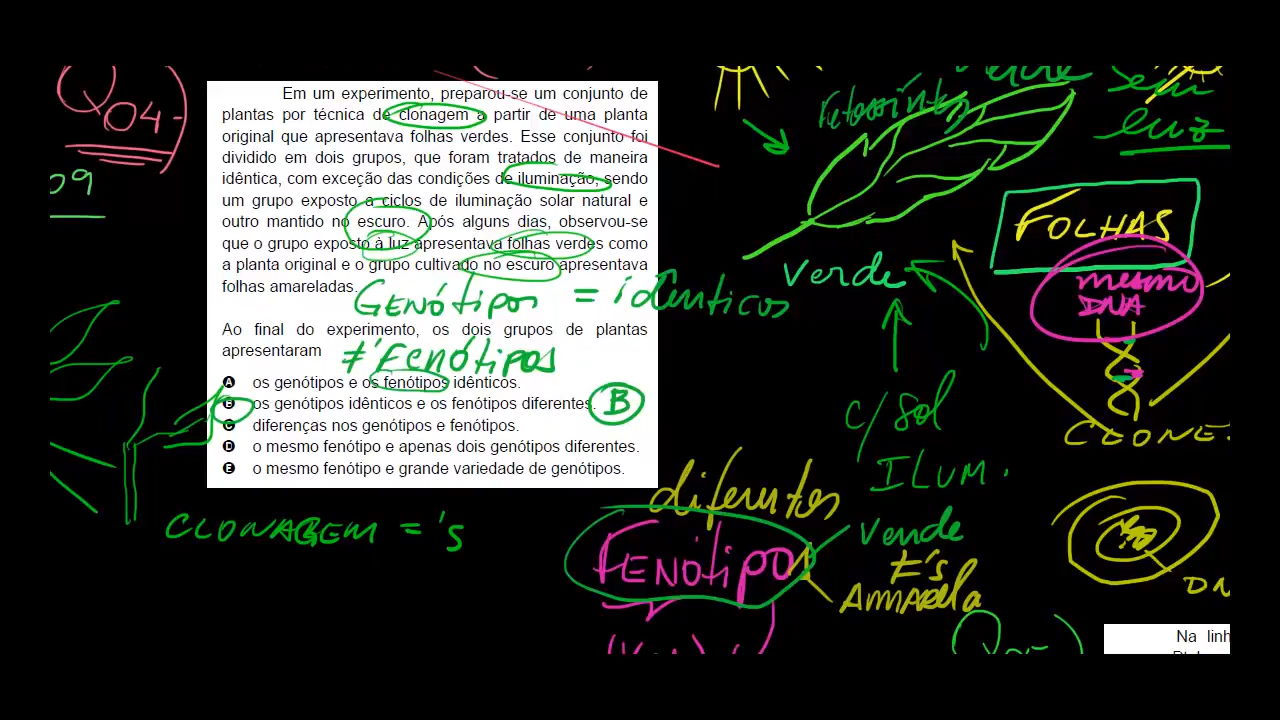 Q04-
09
Em um experimento, preparou-se um conjunto de
plantas por técnica de clonagem a partir de uma planta
original que apresentava folhas verdes. Esse conjunto foi
dividido em dois grupos, que foram tratados de maneira
idêntica, com exceção das condições de iluminação, sendo
um grupo exposto a ciclos de iluminação solar natural e
outro mantido no escuro. Após alguns dias, observou-se
que o grupo exposto à luz apresentava folhas verdes como
a planta original e o grupo cultivado no escuro apresentava
folhas amareladas.
GENÓtipos = idênticos
Ao final do experimento, os dois grupos de plantas
apresentaram
≠'s FENÓtipos
A os genótipos e os fenótipos idênticos.
B os genótipos idênticos e os fenótipos diferentes.
B
C diferenças nos genótipos e fenótipos.
D o mesmo fenótipo e apenas dois genótipos diferentes.
E o mesmo fenótipo e grande variedade de genótipos.
CLONAGEM = 's
Sem
luz
FOLHAS
mesmo
DNA
Verde
CLONE
c/ Sol
ILUM.
diferentes
FENÓtipo
Verde
≠'s
Amarela
DN
Na linh